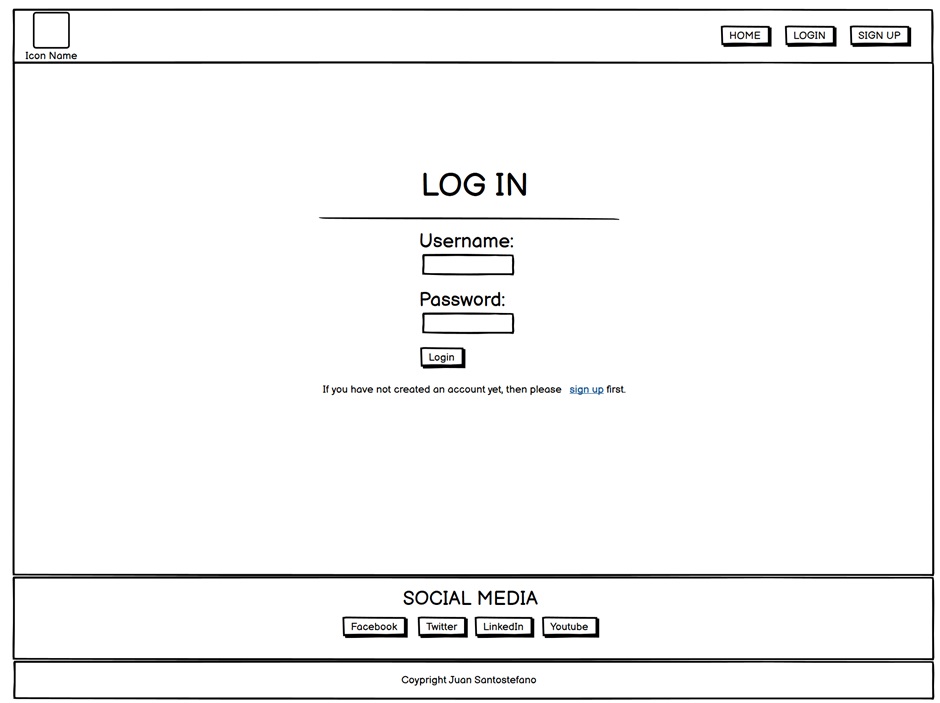 Icon Name
HOME LOGIN SIGN UP
LOG IN
Username:
Password:
Login
If you have not created an account yet, then please sign up first.
SOCIAL MEDIA
Facebook Twitter LinkedIn Youtube
Coypright Juan Santostefano